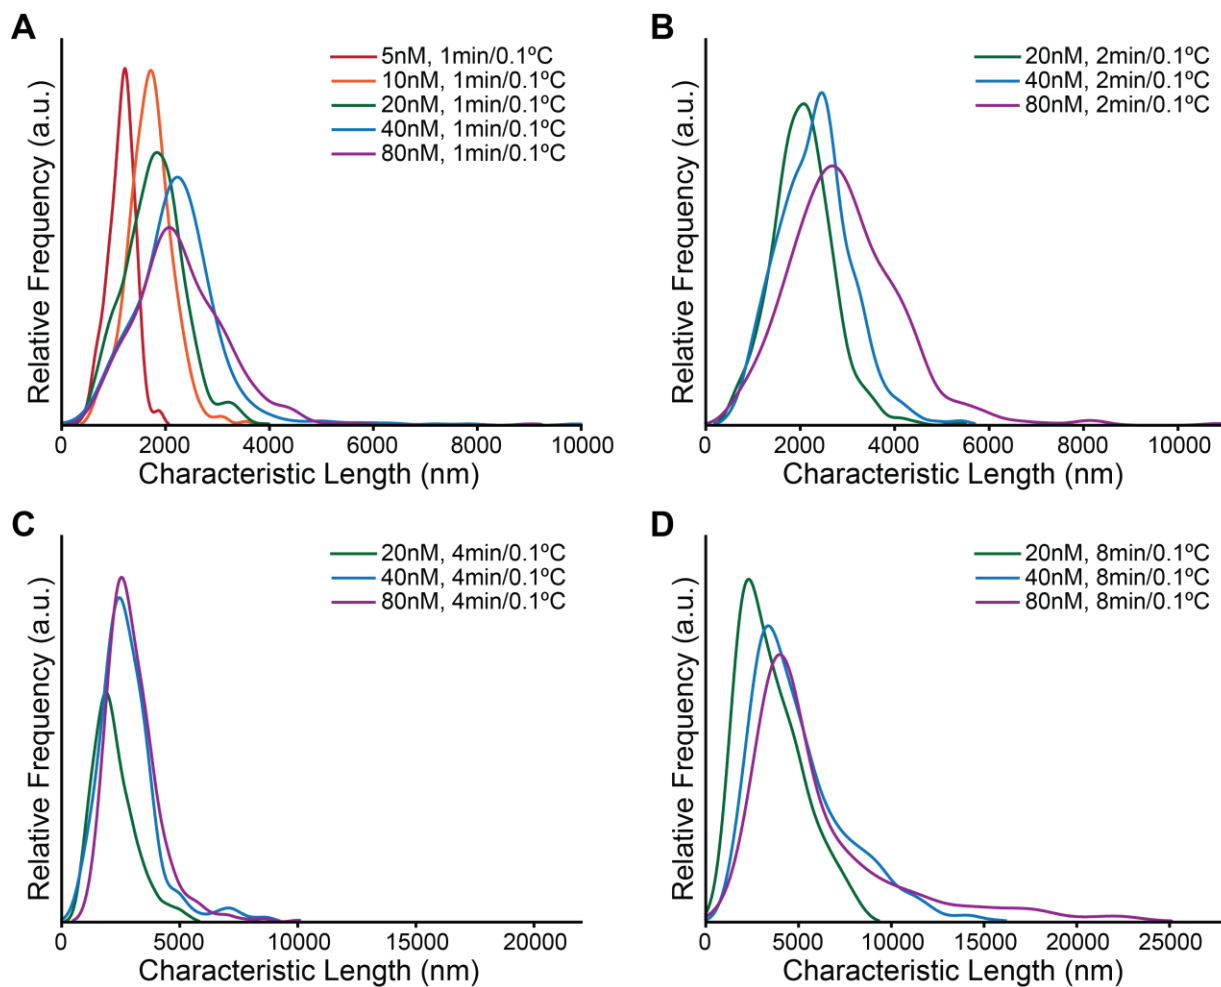 A
Relative Frequency (a.u.)
5nM, 1min/0.1ºC
10nM, 1min/0.1ºC
20nM, 1min/0.1ºC
40nM, 1min/0.1ºC
80nM, 1min/0.1ºC
0 2000 4000 6000 8000 10000
Characteristic Length (nm)
B
Relative Frequency (a.u.)
20nM, 2min/0.1ºC
40nM, 2min/0.1ºC
80nM, 2min/0.1ºC
0 2000 4000 6000 8000 10000
Characteristic Length (nm)
C
Relative Frequency (a.u.)
20nM, 4min/0.1ºC
40nM, 4min/0.1ºC
80nM, 4min/0.1ºC
0 5000 10000 15000 20000
Characteristic Length (nm)
D
Relative Frequency (a.u.)
20nM, 8min/0.1ºC
40nM, 8min/0.1ºC
80nM, 8min/0.1ºC
0 5000 10000 15000 20000 25000
Characteristic Length (nm)